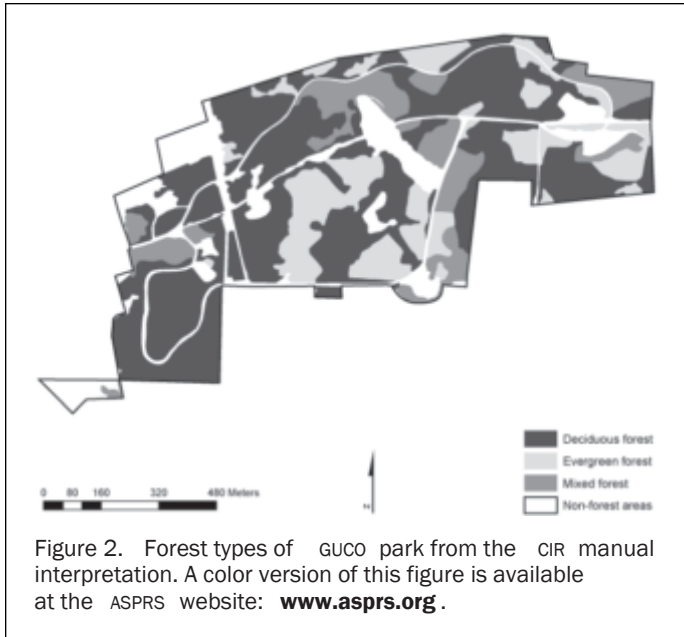 Deciduous forest
Evergreen forest
Mixed forest
Non-forest areas
0 80 160 320 480 Meters
N
Figure 2. Forest types of GUCO park from the CIR manual
interpretation. A color version of this figure is available
at the ASPRS website: www.asprs.org.